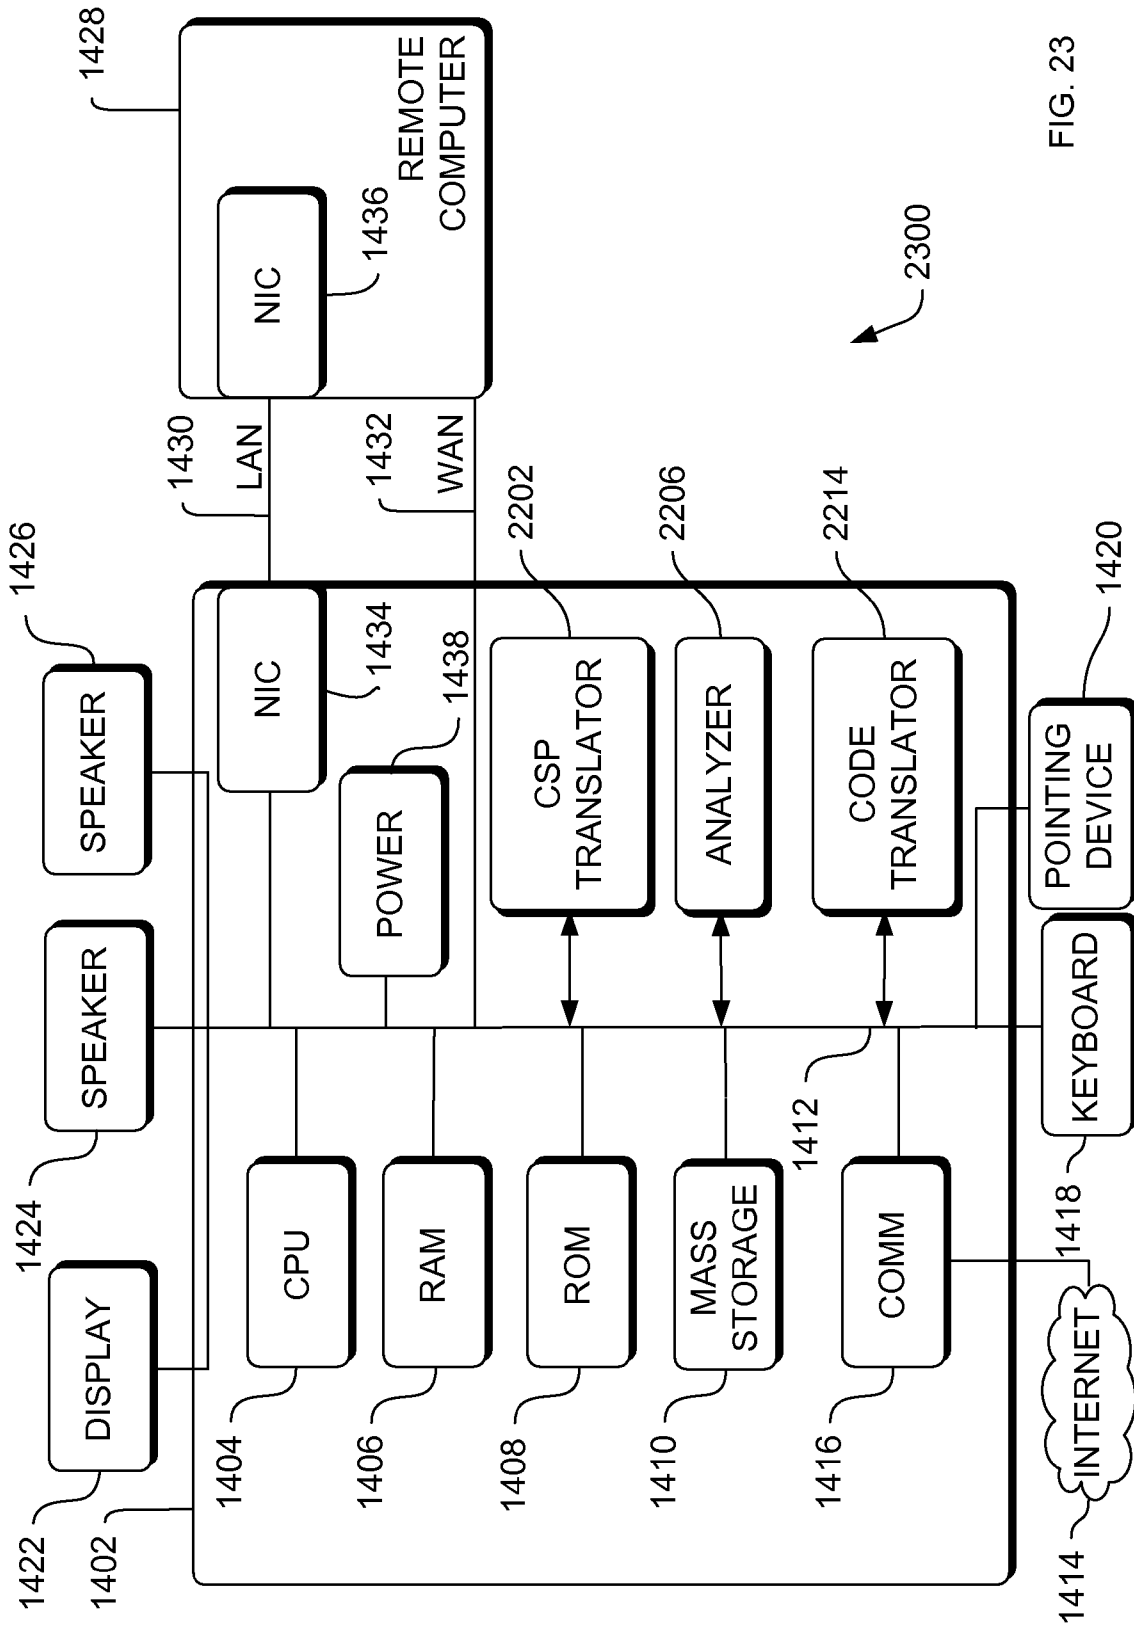 1422
DISPLAY
1424
SPEAKER
SPEAKER
1426
1428
1402
1404
CPU
NIC
1434
1430
LAN
NIC
1436
REMOTE
COMPUTER
1406
RAM
POWER
1438
1432
WAN
1408
ROM
CSP
TRANSLATOR
2202
1410
MASS
STORAGE
ANALYZER
2206
1412
1416
COMM
CODE
TRANSLATOR
2214
2300
1414
INTERNET
1418
KEYBOARD
POINTING
DEVICE
1420
FIG. 23